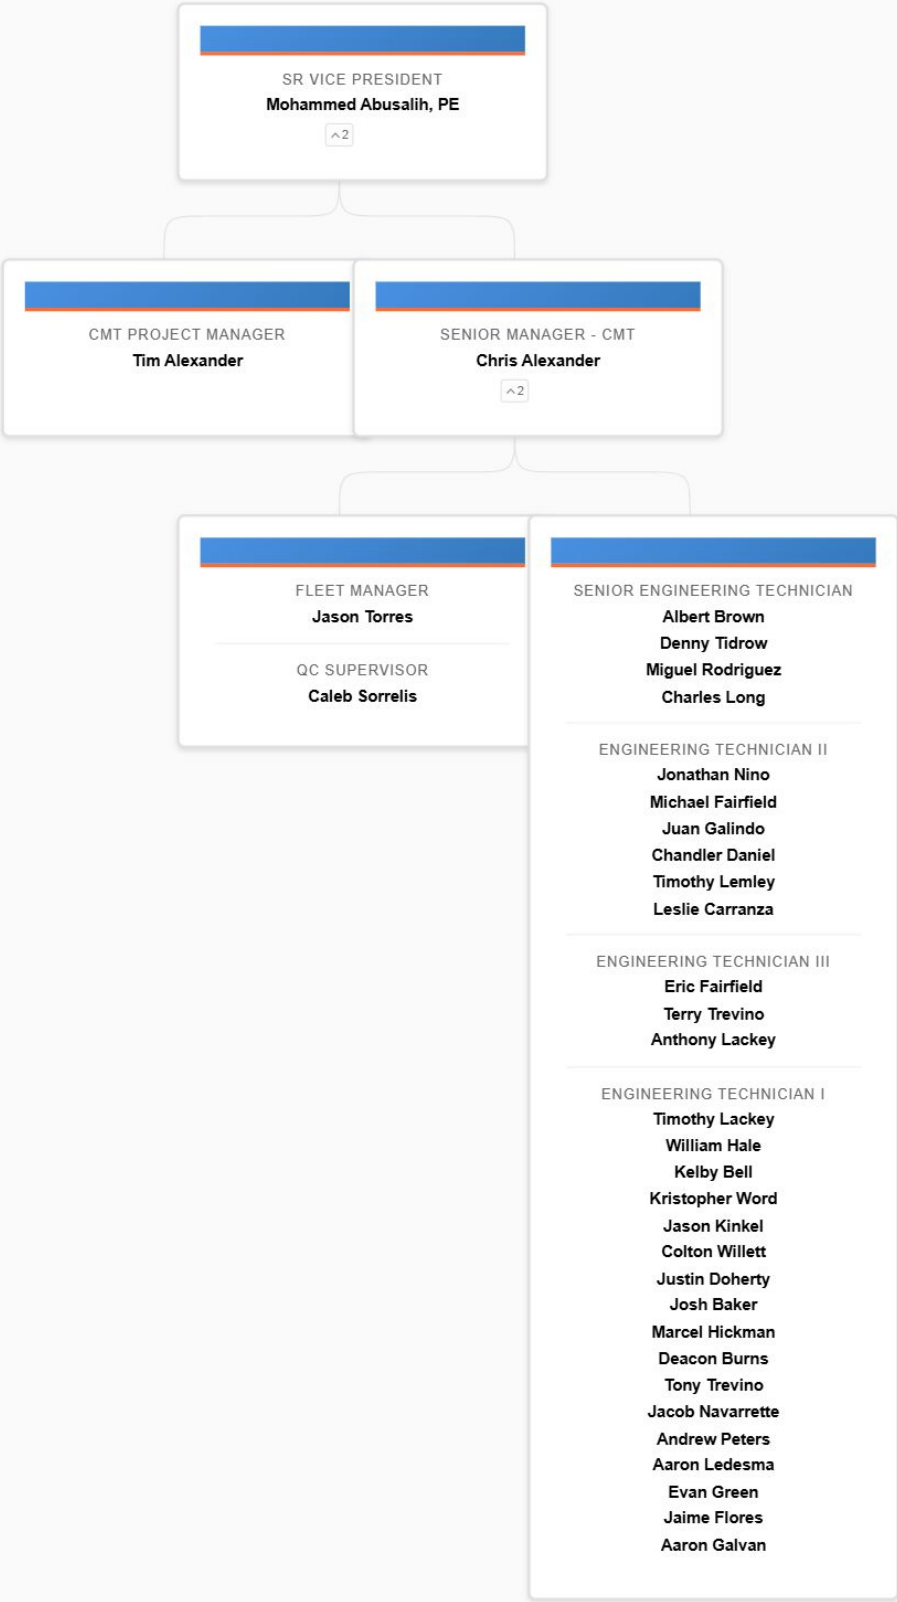 SR VICE PRESIDENT
Mohammed Abusalih, PE
2
CMT PROJECT MANAGER
Tim Alexander
SENIOR MANAGER - CMT
Chris Alexander
2
FLEET MANAGER
Jason Torres
QC SUPERVISOR
Caleb Sorrelis
SENIOR ENGINEERING TECHNICIAN
Albert Brown
Denny Tidrow
Miguel Rodriguez
Charles Long
ENGINEERING TECHNICIAN II
Jonathan Nino
Michael Fairfield
Juan Galindo
Chandler Daniel
Timothy Lemley
Leslie Carranza
ENGINEERING TECHNICIAN III
Eric Fairfield
Terry Trevino
Anthony Lackey
ENGINEERING TECHNICIAN I
Timothy Lackey
William Hale
Kelby Bell
Kristopher Word
Jason Kinkel
Colton Willett
Justin Doherty
Josh Baker
Marcel Hickman
Deacon Burns
Tony Trevino
Jacob Navarrette
Andrew Peters
Aaron Ledesma
Evan Green
Jaime Flores
Aaron Galvan